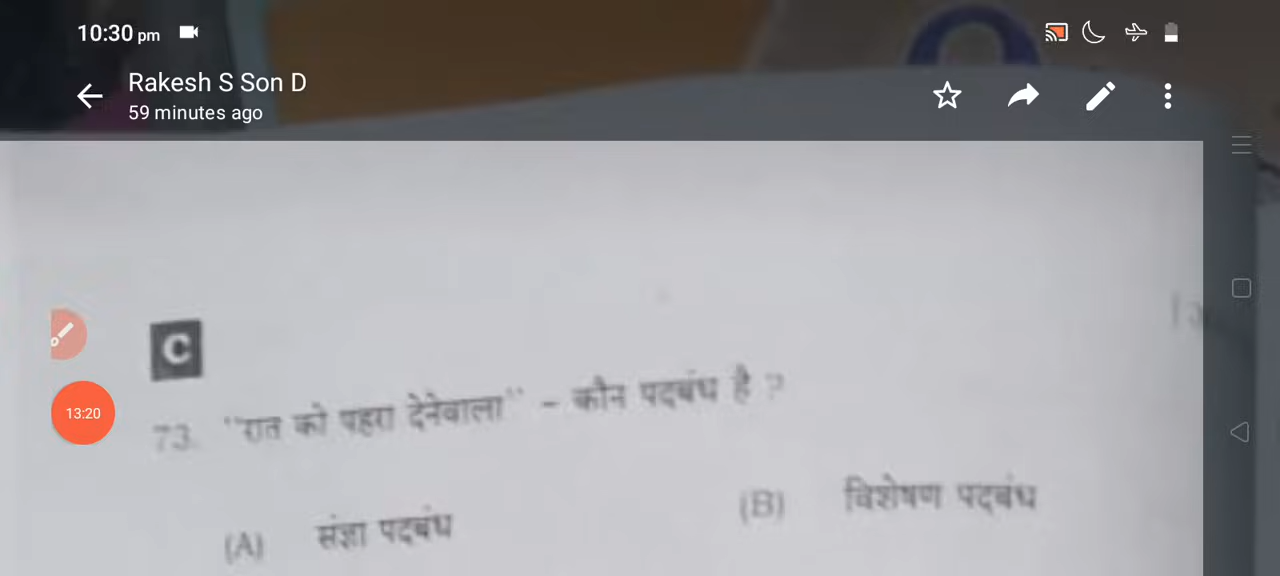 10:30 pm
Rakesh S Son D
59 minutes ago
C
13:20
73. "रात को पहरा देनेवाला" - कौन पदबंध है ?
(A) संज्ञा पदबंध
(B) विशेषण पदबंध